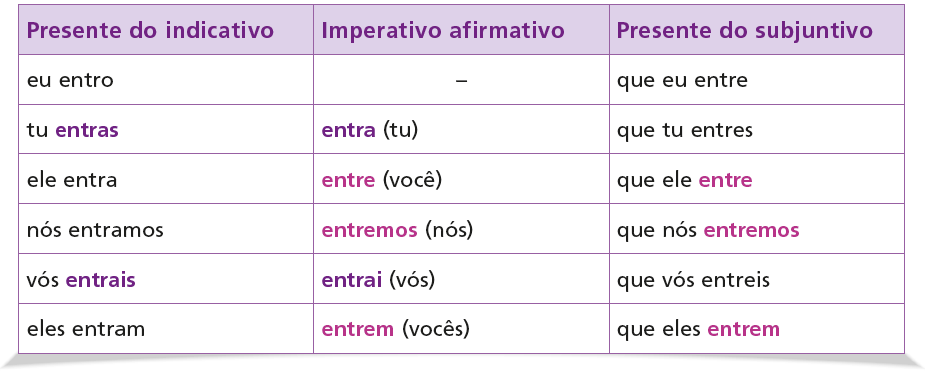 Presente do indicativo Imperativo afirmativo Presente do subjuntivo
eu entro – que eu entre
tu entras entra (tu) que tu entres
ele entra entre (você) que ele entre
nós entramos entremos (nós) que nós entremos
vós entrais entrai (vós) que vós entreis
eles entram entrem (vocês) que eles entrem